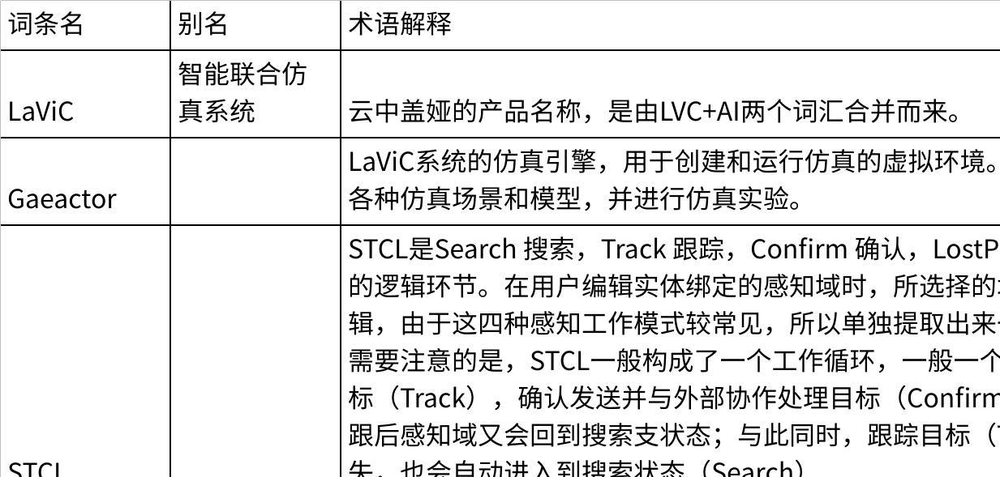 词条名 别名 术语解释
智能联合仿
LaViC 真系统 云中盖娅的产品名称，是由LVC+AI两个词汇合并而来。
LaViC系统的仿真引擎，用于创建和运行仿真的虚拟环境。
Gaeactor 各种仿真场景和模型，并进行仿真实验。
STCL是Search 搜索，Track 跟踪，Confirm 确认，LostP
的逻辑环节。在用户编辑实体绑定的感知域时，所选择的
辑，由于这四种感知工作模式较常见，所以单独提取出来
需要注意的是，STCL一般构成了一个工作循环，一般一个
标（Track），确认发送并与外部协作处理目标（Confirm
跟后感知域又会回到搜索支状态；与此同时，跟踪目标（
STCL 失，也会自动进入到搜索状态（Search）